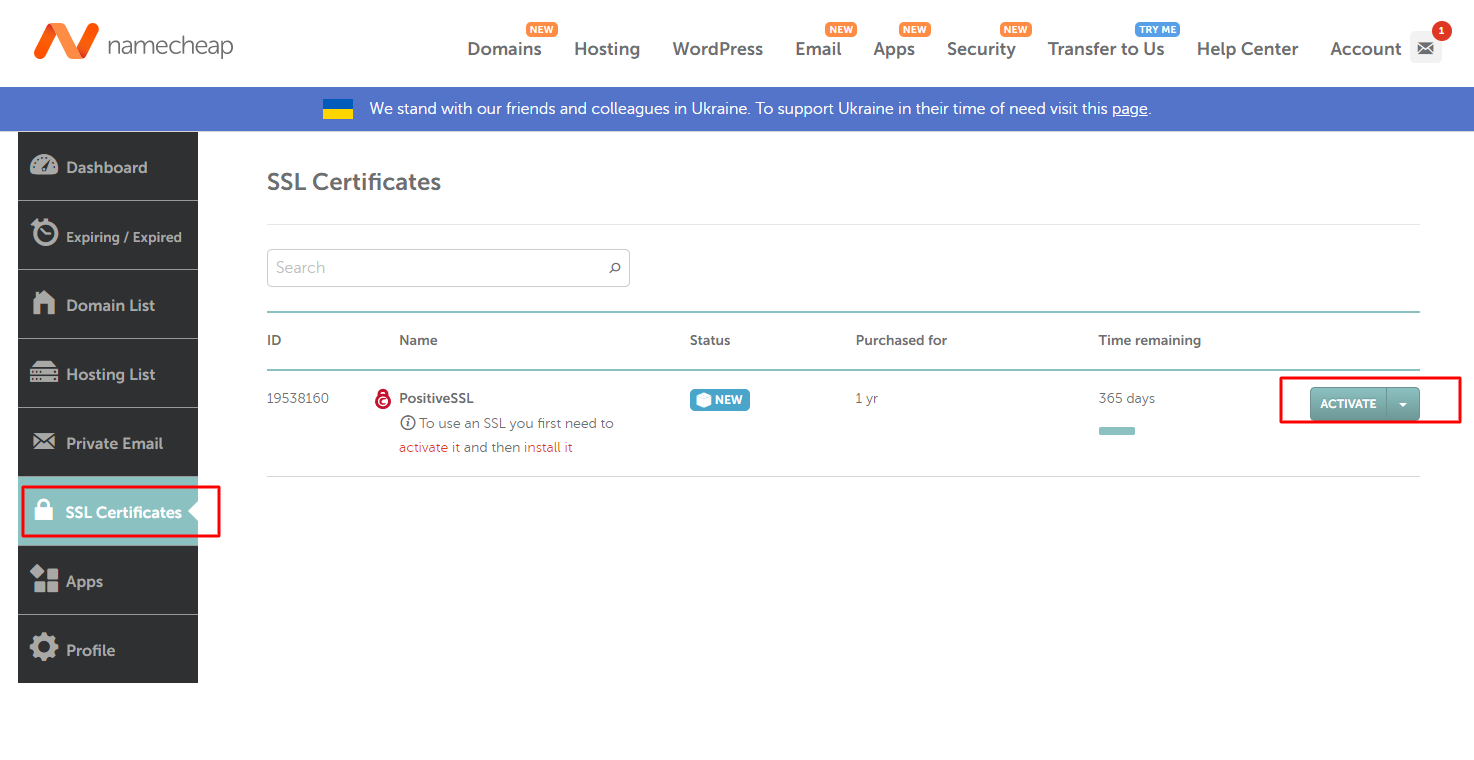 namecheap
NEW NEW NEW NEW TRY ME 1
Domains Hosting WordPress Email Apps Security Transfer to Us Help Center Account
We stand with our friends and colleagues in Ukraine. To support Ukraine in their time of need visit this page.
Dashboard
Expiring / Expired
Domain List
Hosting List
Private Email
SSL Certificates
Apps
Profile
SSL Certificates
Search
ID Name Status Purchased for Time remaining
19538160 PositiveSSL NEW 1 yr 365 days ACTIVATE
To use an SSL you first need to
activate it and then install it